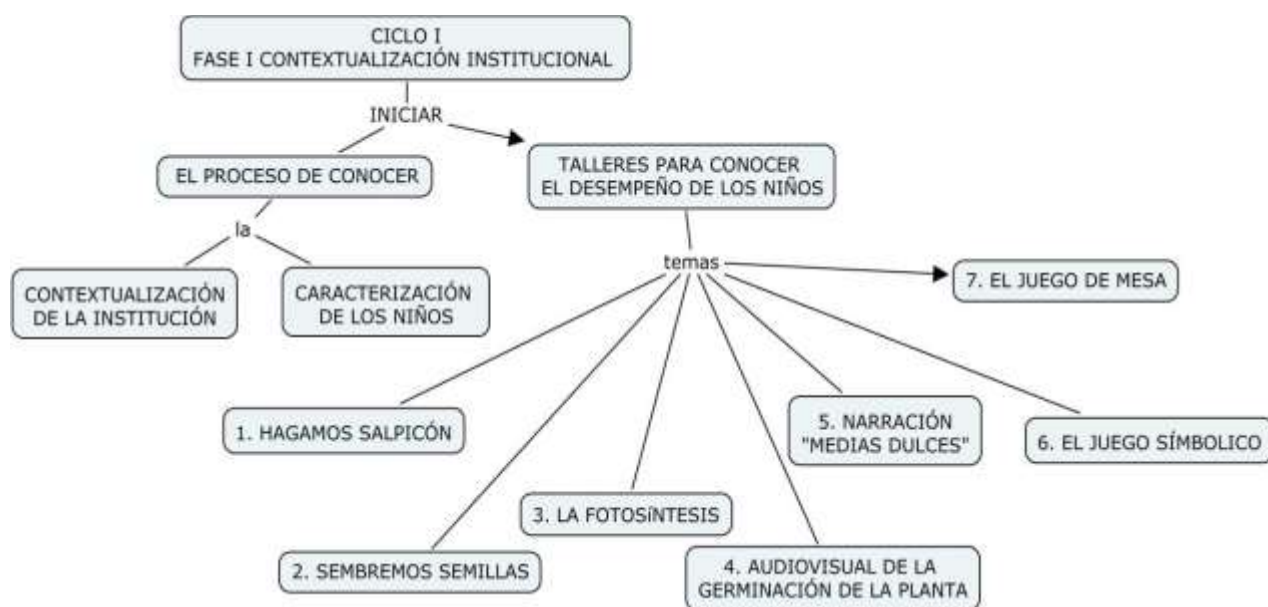 CICLO I
FASE I CONTEXTUALIZACIÓN INSTITUCIONAL
INICIAR
EL PROCESO DE CONOCER
TALLERES PARA CONOCER
EL DESEMPEÑO DE LOS NIÑOS
la
temas
CONTEXTUALIZACIÓN
DE LA INSTITUCIÓN
CARACTERIZACIÓN
DE LOS NIÑOS
7. EL JUEGO DE MESA
1. HAGAMOS SALPICÓN
5. NARRACIÓN
"MEDIAS DULCES"
6. EL JUEGO SÍMBOLICO
3. LA FOTOSíNTESIS
2. SEMBREMOS SEMILLAS
4. AUDIOVISUAL DE LA
GERMINACIÓN DE LA PLANTA